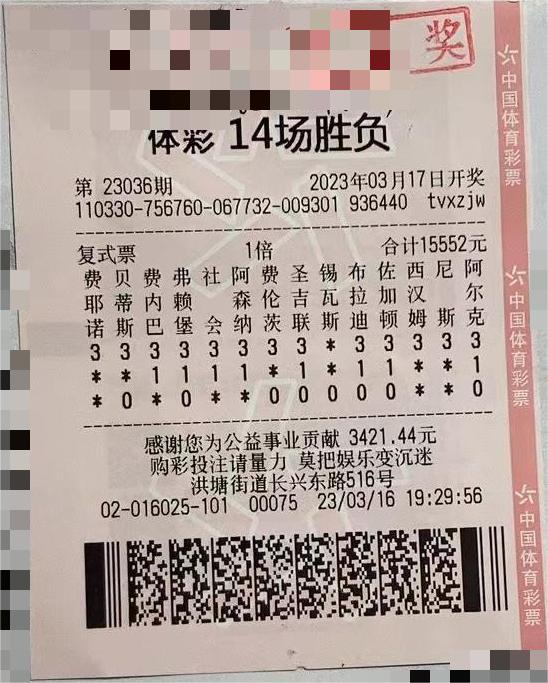 奖
体彩 14场胜负
第 23036期 2023年03月17日开奖
110330-756760-067732-009301 936440 tvxzjw
复式票 1倍 合计15552元
费 贝 费 弗 社 阿 费 圣 锡 布 佐 西 尼 阿
耶 蒂 内 赖 森 伦 吉 瓦 拉 加 汉 尔
诺 斯 巴 堡 会 纳 茨 联 斯 迪 顿 姆 斯 克
3 3 3 3 3 3 3 3 * 3 3 3 3 3
* * 1 1 1 1 * 1 * 1 1 * * 1
* 0 * * * * 0 0 0 0 0 * * 0
感谢您为公益事业贡献 3421.44元
购彩投注请量力 莫把娱乐变沉迷
洪塘街道长兴东路516号
02-016025-101 00075 23/03/16 19:29:56
中国体育彩票
中国体育彩票
中国体育彩票